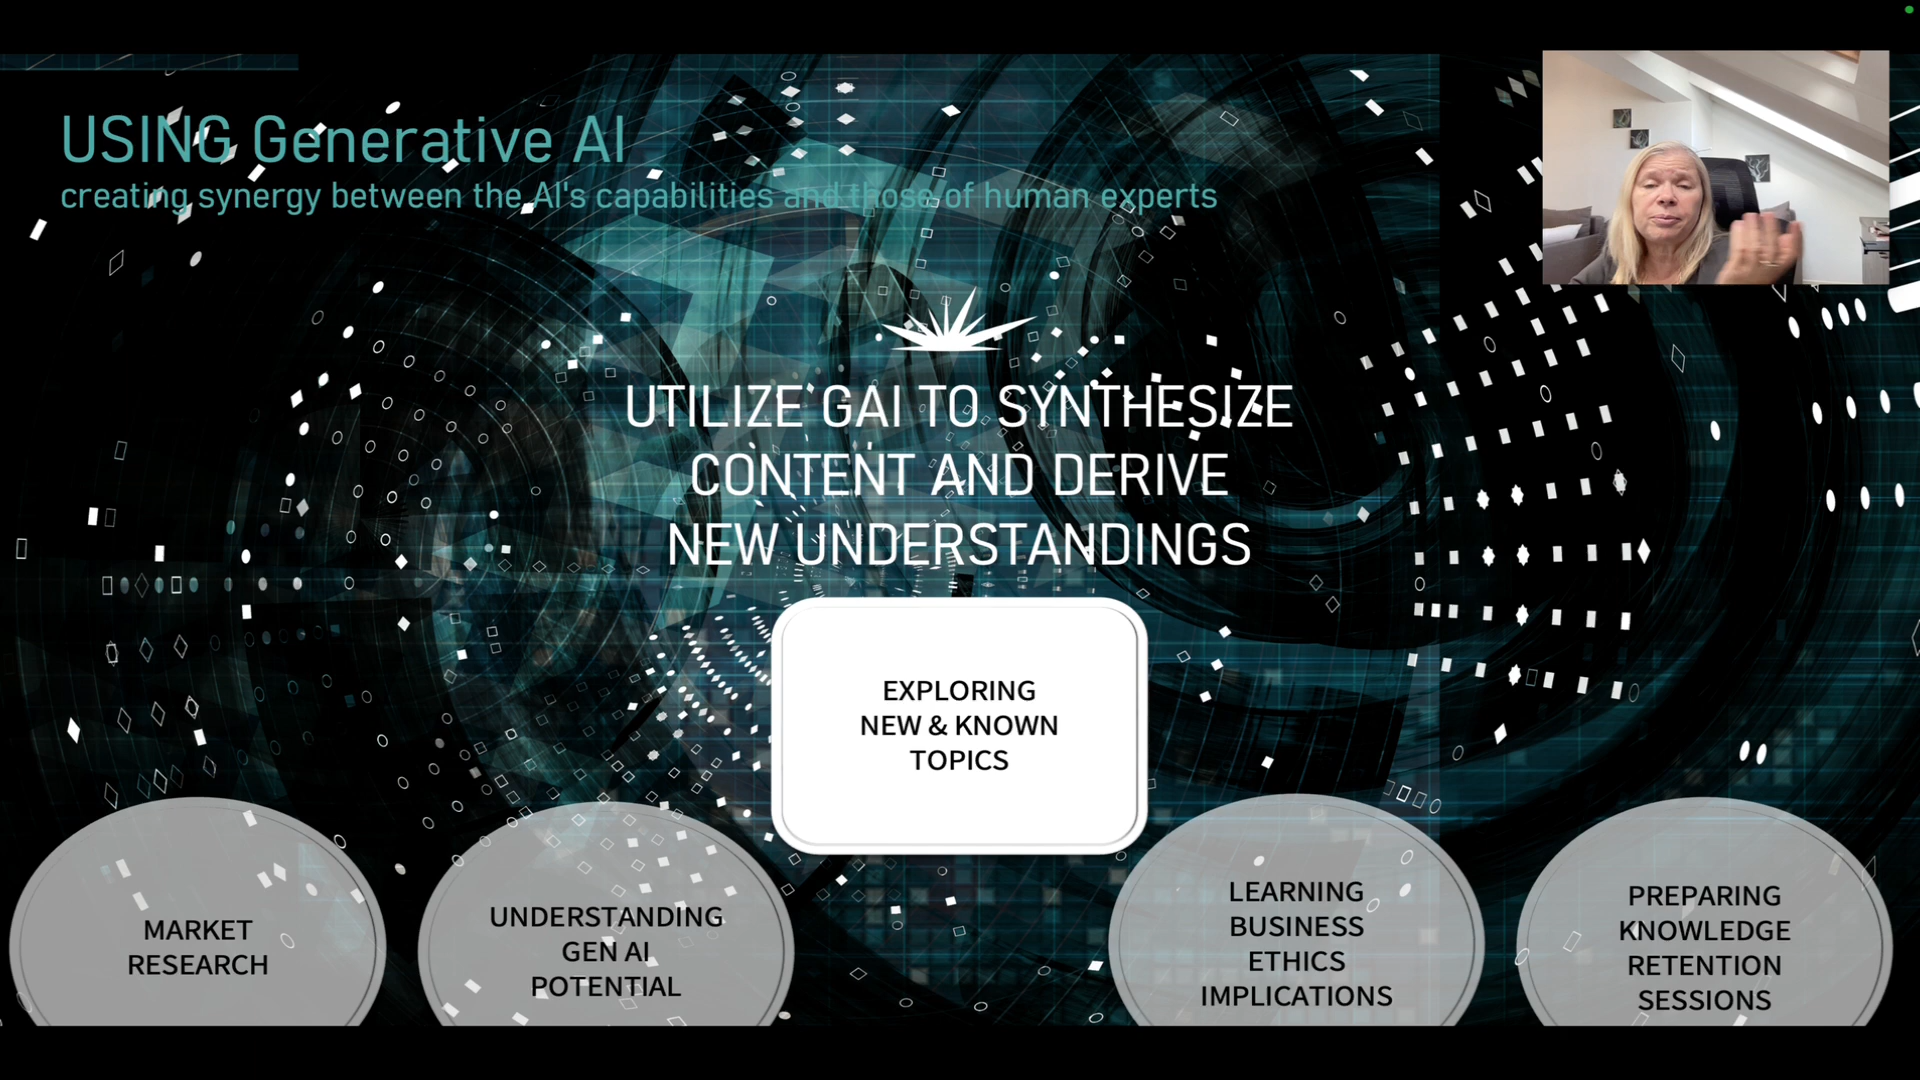 USING Generative AI
creating synergy between the AI's capabilities and those of human experts
UTILIZE GAI TO SYNTHESIZE
CONTENT AND DERIVE
NEW UNDERSTANDINGS
EXPLORING
NEW & KNOWN
TOPICS
MARKET
RESEARCH
UNDERSTANDING
GEN AI
POTENTIAL
LEARNING
BUSINESS
ETHICS
IMPLICATIONS
PREPARING
KNOWLEDGE
RETENTION
SESSIONS